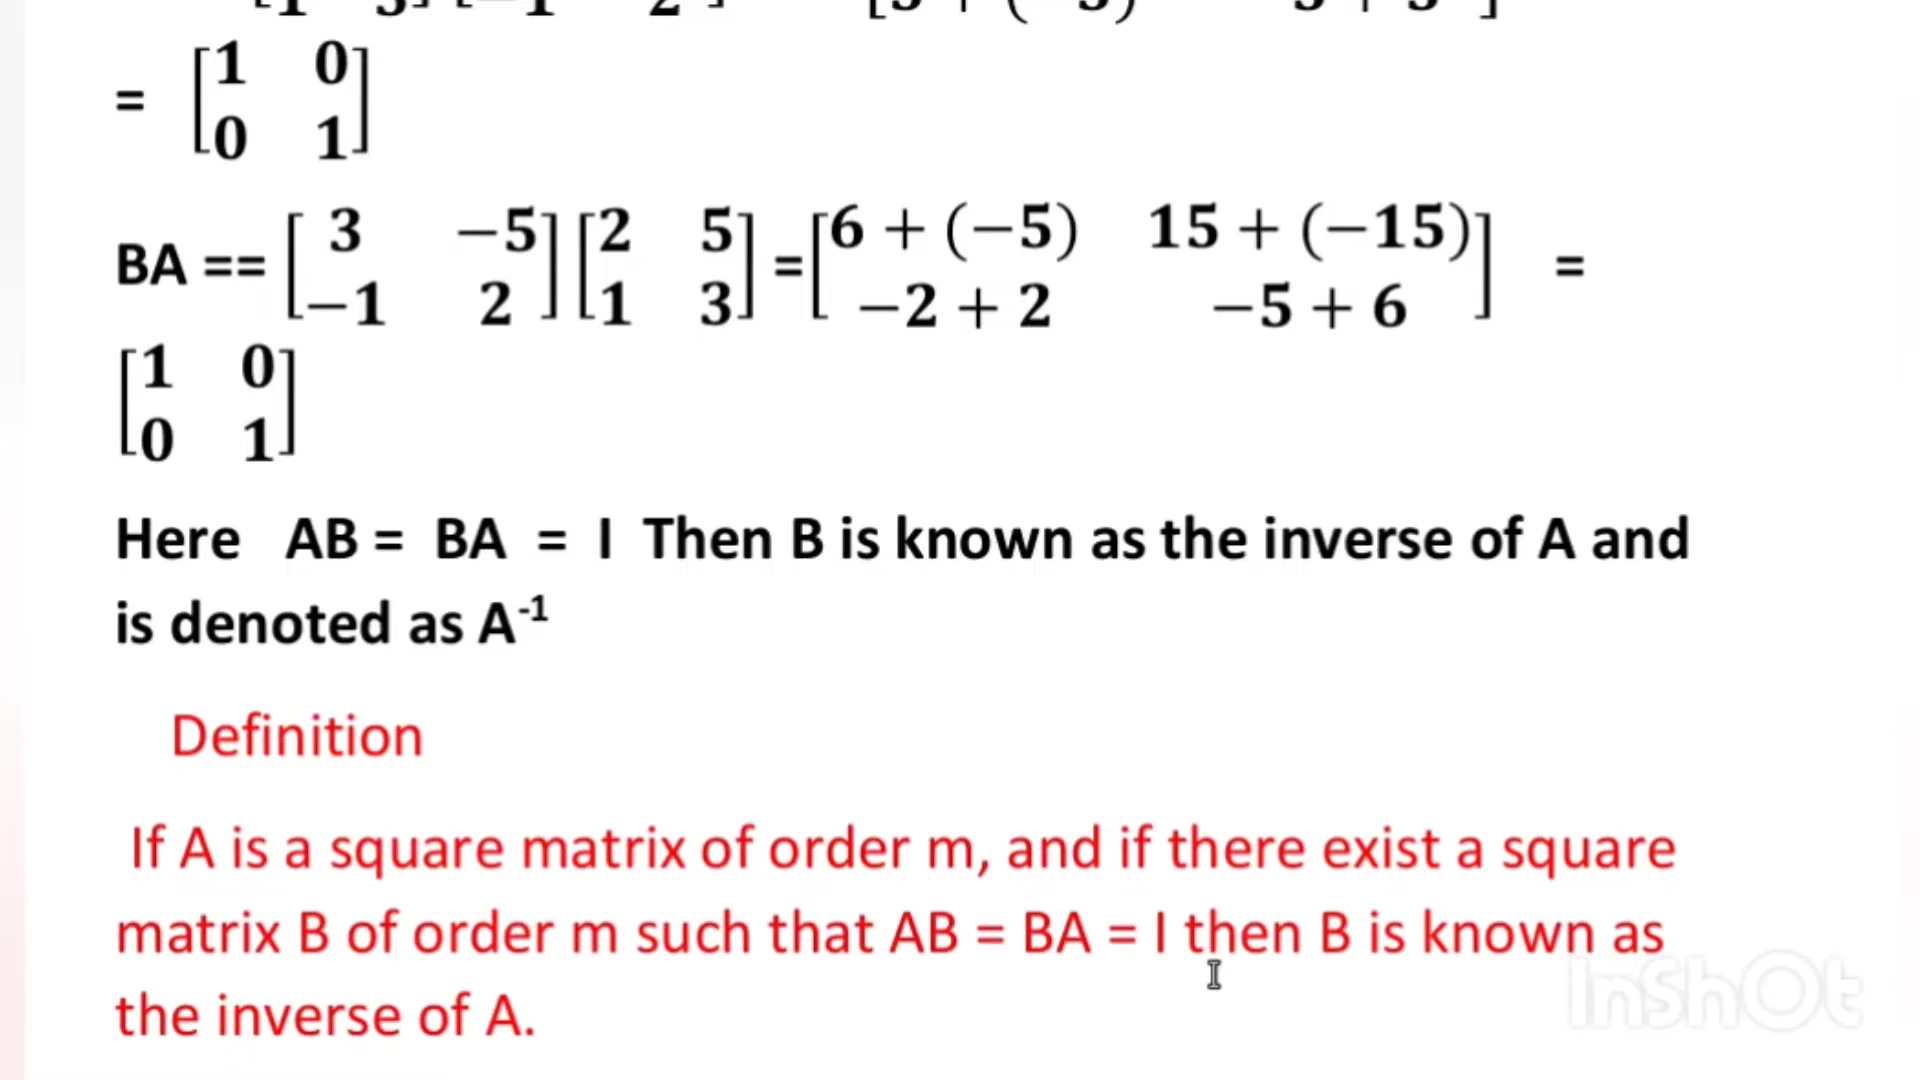 = [1 0
0 1]
BA == [3 −5
−1 2] [2 5
1 3] = [6 + (−5) 15 + (−15)
−2 + 2 −5 + 6] =
[1 0
0 1]
Here AB = BA = I Then B is known as the inverse of A and
is denoted as A⁻¹
Definition
If A is a square matrix of order m, and if there exist a square
matrix B of order m such that AB = BA = I then B is known as
the inverse of A.
InShOt